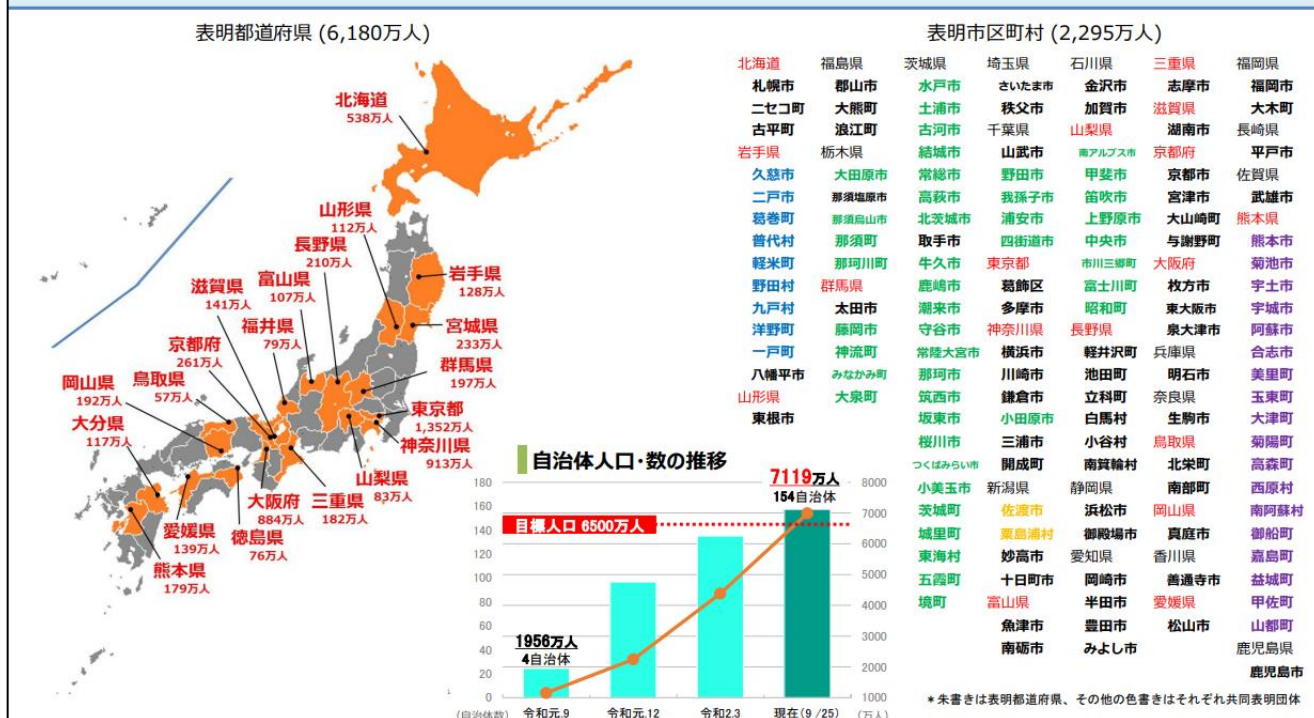 表明都道府県 (6,180万人)
北海道
538万人
山形県
112万人
長野県
210万人
岩手県
128万人
富山県
107万人
滋賀県
141万人
福井県
79万人
宮城県
233万人
京都府
261万人
群馬県
197万人
鳥取県
57万人
岡山県
192万人
東京都
1,352万人
大分県
117万人
神奈川県
913万人
山梨県
83万人
大阪府
884万人
三重県
182万人
愛媛県
139万人
徳島県
76万人
熊本県
179万人
表明市区町村 (2,295万人)
北海道
札幌市
ニセコ町
古平町
岩手県
久慈市
二戸市
葛巻町
普代村
軽米町
野田村
九戸村
洋野町
一戸町
八幡平市
山形県
東根市
福島県
郡山市
大熊町
浪江町
栃木県
大田原市
那須塩原市
那須烏山市
那須町
那珂川町
群馬県
太田市
藤岡市
神流町
みなかみ町
大泉町
茨城県
水戸市
土浦市
古河市
結城市
常総市
高萩市
北茨城市
取手市
牛久市
鹿嶋市
潮来市
守谷市
常陸大宮市
那珂市
筑西市
坂東市
桜川市
つくばみらい市
小美玉市
茨城町
城里町
東海村
五霞町
境町
埼玉県
さいたま市
秩父市
千葉県
山武市
野田市
我孫子市
浦安市
四街道市
東京都
葛飾区
多摩市
神奈川県
横浜市
川崎市
鎌倉市
小田原市
三浦市
開成町
新潟県
佐渡市
粟島浦村
妙高市
十日町市
富山県
魚津市
南砺市
石川県
金沢市
加賀市
山梨県
南アルプス市
甲斐市
笛吹市
上野原市
中央市
市川三郷町
富士川町
昭和町
長野県
軽井沢町
池田町
立科町
白馬村
小谷村
南箕輪村
静岡県
浜松市
御殿場市
愛知県
岡崎市
半田市
豊田市
みよし市
三重県
志摩市
滋賀県
湖南市
京都府
京都市
宮津市
大山崎町
与謝野町
大阪府
枚方市
東大阪市
泉大津市
兵庫県
明石市
奈良県
生駒市
鳥取県
北栄町
南部町
岡山県
真庭市
香川県
善通寺市
愛媛県
松山市
福岡県
福岡市
大木町
長崎県
平戸市
佐賀県
武雄市
熊本県
熊本市
菊池市
宇土市
宇城市
阿蘇市
合志市
美里町
玉東町
大津町
菊陽町
高森町
西原村
南阿蘇村
御船町
嘉島町
益城町
甲佐町
山都町
鹿児島県
鹿児島市
*朱書きは表明都道府県、その他の色書きはそれぞれ共同表明団体
自治体人口・数の推移
7119万人
154自治体
目標人口 6500万人
1956万人
4自治体
180
160
140
120
100
80
60
40
20
0
8000
7000
6000
5000
4000
3000
2000
1000
(自治体数)
令和元.9
令和元.12
令和2.3
現在(9 /25)
(万人)